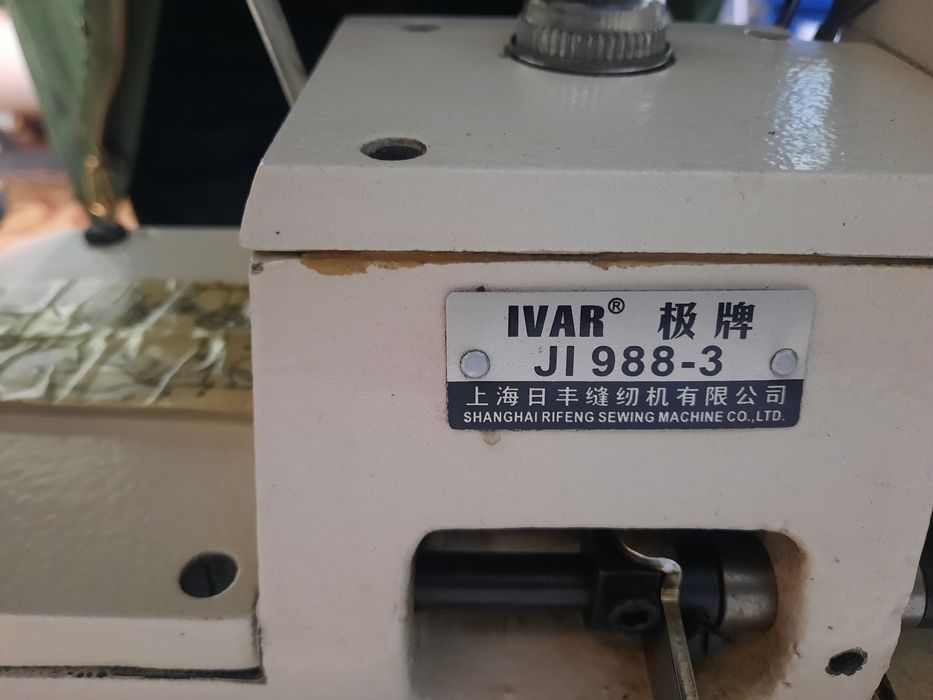 IVAR® 极牌
JI 988-3
上海日丰缝纫机有限公司
SHANGHAI RIFENG SEWING MACHINE CO.,LTD.